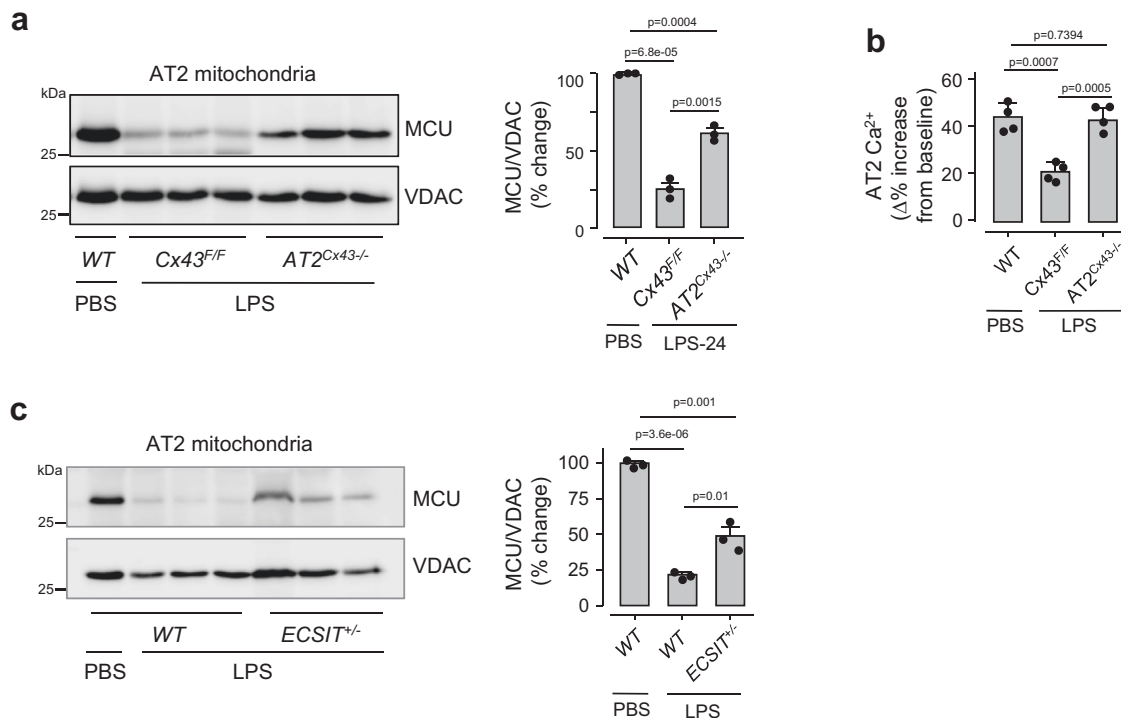 a
AT2 mitochondria
kDa
MCU
25
VDAC
25
WT Cx43F/F AT2Cx43-/-
PBS LPS
p=0.0004
p=6.8e-05
p=0.0015
MCU/VDAC
(% change)
100
50
0
WT Cx43F/F AT2Cx43-/-
PBS LPS-24
b
p=0.7394
p=0.0007
p=0.0005
AT2 Ca2+
(Δ% increase
from baseline)
60
40
20
0
WT Cx43F/F AT2Cx43-/-
PBS LPS
c
AT2 mitochondria
kDa
MCU
25
VDAC
25
WT ECSIT+/-
PBS LPS
p=0.001
p=3.6e-06
p=0.01
MCU/VDAC
(% change)
100
75
50
25
0
WT WT ECSIT+/-
PBS LPS